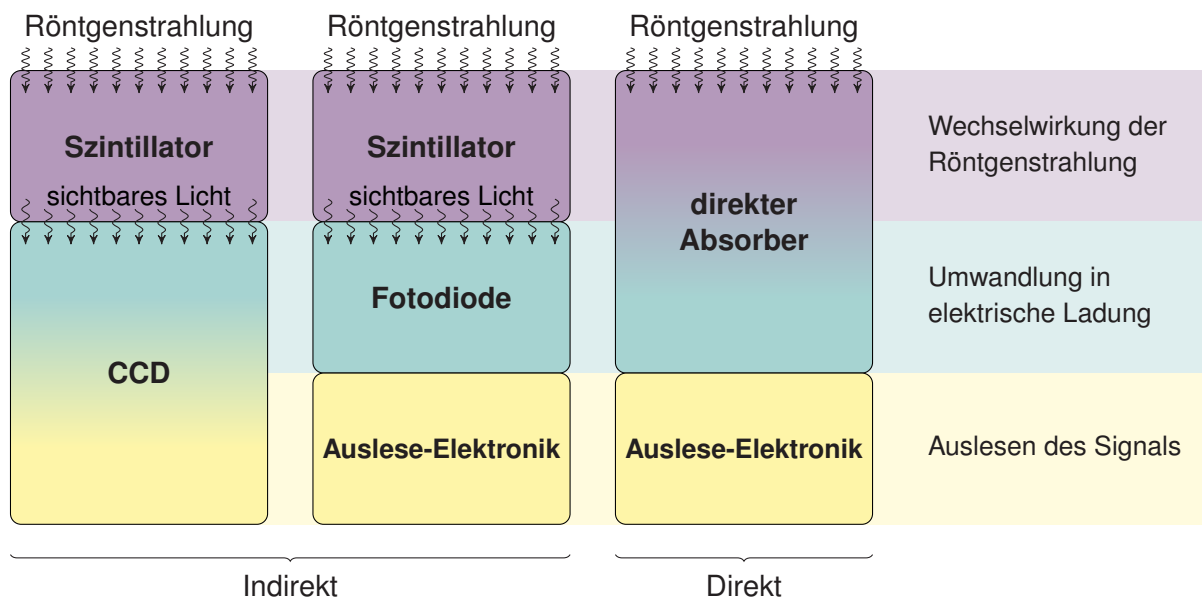 Röntgenstrahlung
Röntgenstrahlung
Röntgenstrahlung
Szintillator
sichtbares Licht
Szintillator
sichtbares Licht
direkter
Absorber
Wechselwirkung der
Röntgenstrahlung
CCD
Fotodiode
Umwandlung in
elektrische Ladung
Auslese-Elektronik
Auslese-Elektronik
Auslesen des Signals
Indirekt
Direkt